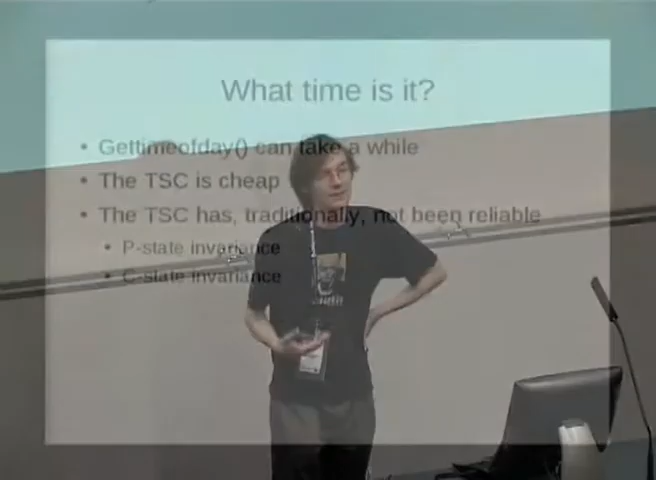 What time is it?
• Gettimeofday() can take a while
• The TSC is cheap
• The TSC has, traditionally, not been reliable
• P-state invariance
• C-state invariance